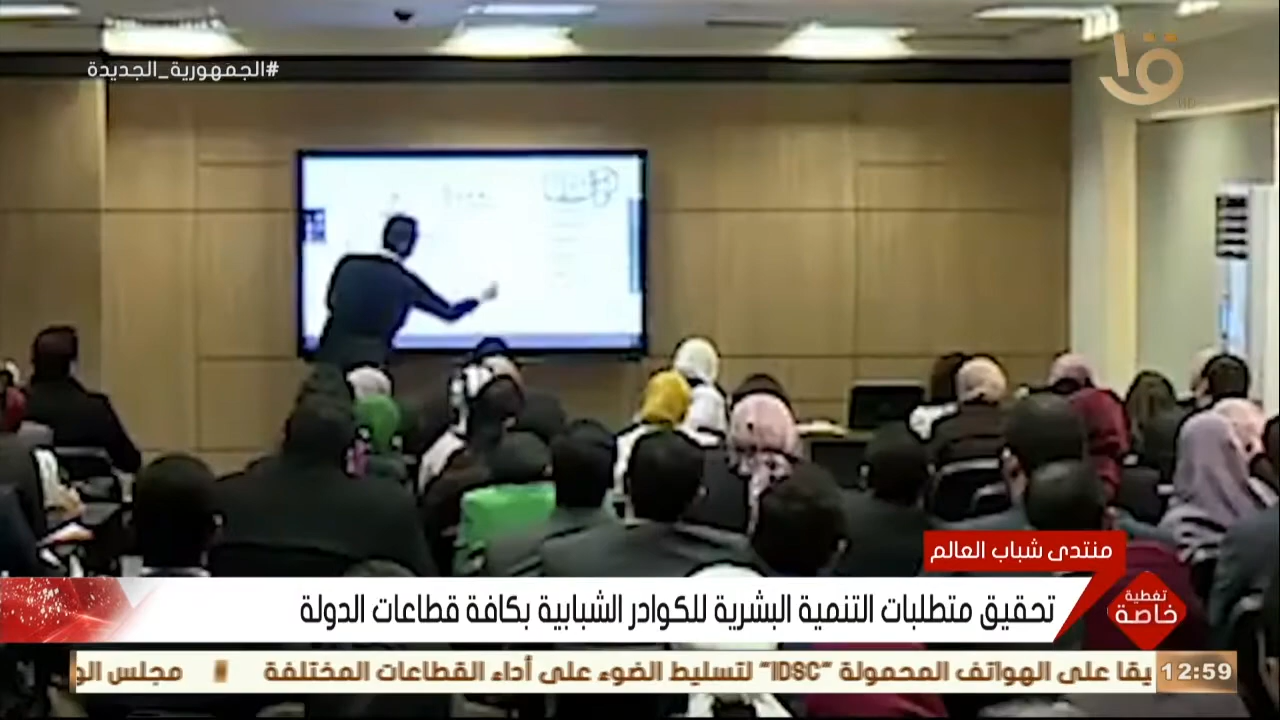 #الجمهورية_الجديدة
منتدى شباب العالم
تغطية
خاصة
تحقيق متطلبات التنمية البشرية للكوادر الشبابية بكافة قطاعات الدولة
12:59
يقا على الهواتف المحمولة "IDSC" لتسليط الضوء على أداء القطاعات المختلفة
مجلس الو